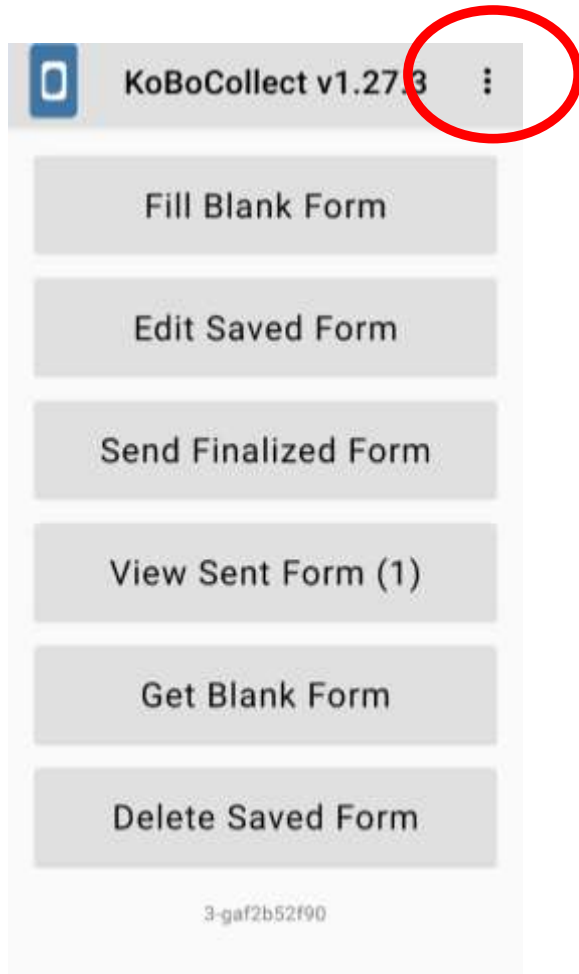 KoBoCollect v1.27.3
Fill Blank Form
Edit Saved Form
Send Finalized Form
View Sent Form (1)
Get Blank Form
Delete Saved Form
3-gaf2b52f90